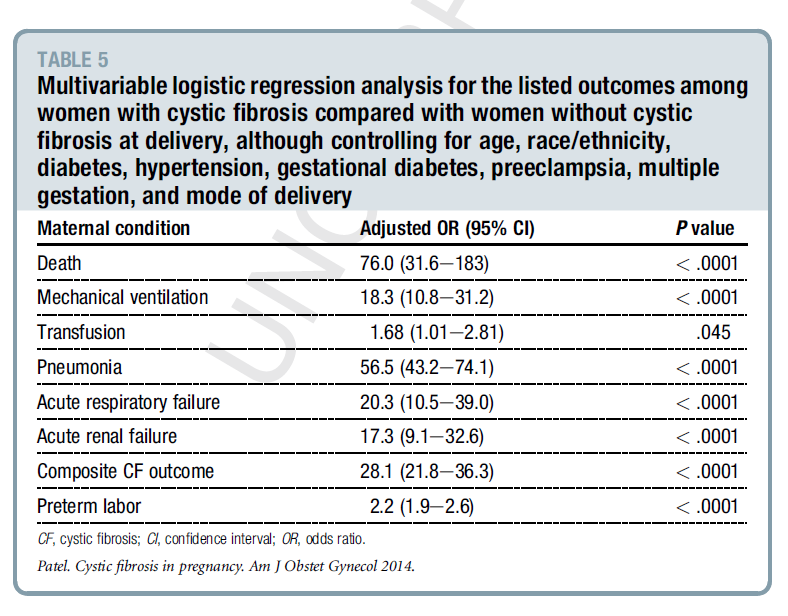 TABLE 5
Multivariable logistic regression analysis for the listed outcomes among
women with cystic fibrosis compared with women without cystic
fibrosis at delivery, although controlling for age, race/ethnicity,
diabetes, hypertension, gestational diabetes, preeclampsia, multiple
gestation, and mode of delivery
Maternal condition Adjusted OR (95% CI) P value
Death 76.0 (31.6–183) < .0001
Mechanical ventilation 18.3 (10.8–31.2) < .0001
Transfusion 1.68 (1.01–2.81) .045
Pneumonia 56.5 (43.2–74.1) < .0001
Acute respiratory failure 20.3 (10.5–39.0) < .0001
Acute renal failure 17.3 (9.1–32.6) < .0001
Composite CF outcome 28.1 (21.8–36.3) < .0001
Preterm labor 2.2 (1.9–2.6) < .0001
CF, cystic fibrosis; CI, confidence interval; OR, odds ratio.
Patel. Cystic fibrosis in pregnancy. Am J Obstet Gynecol 2014.